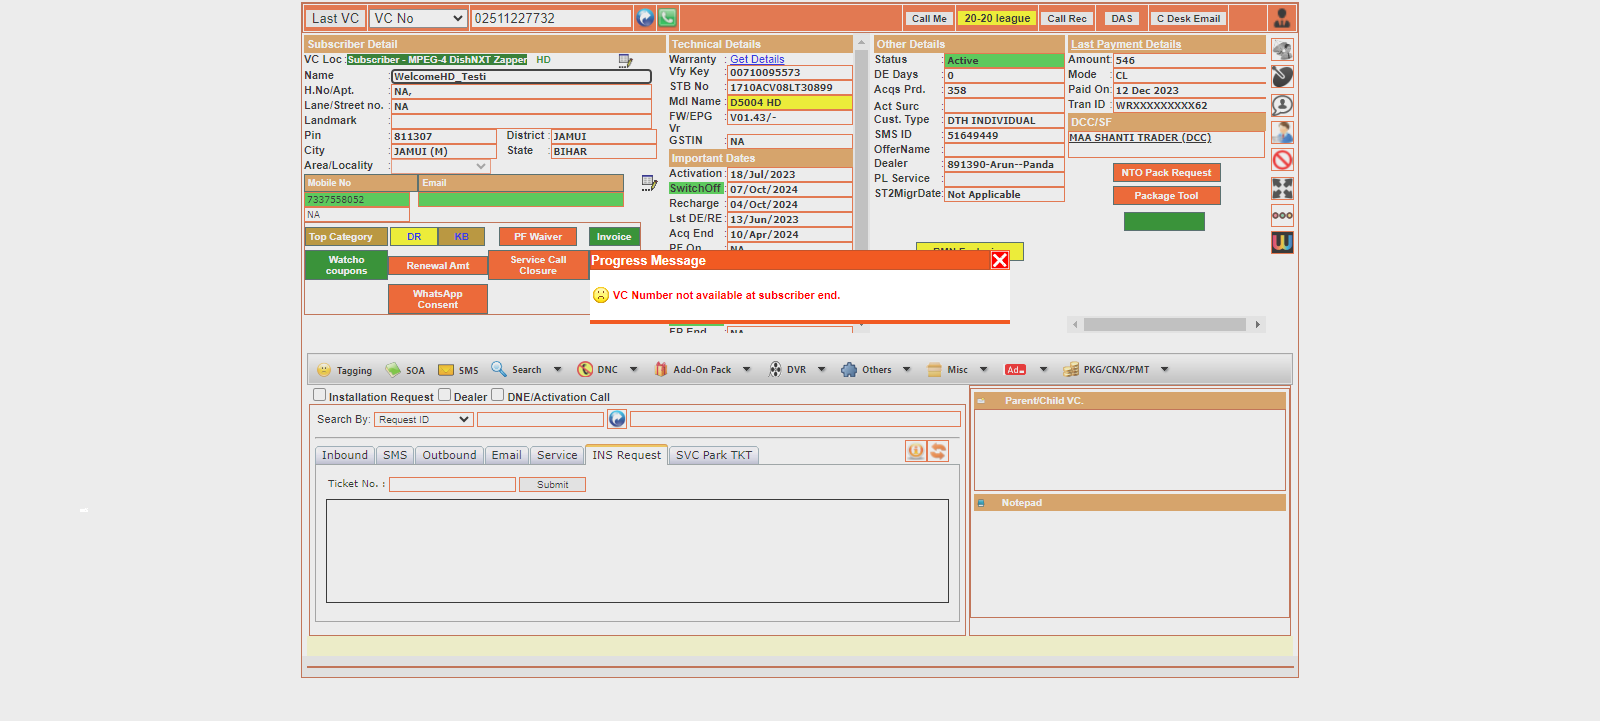 Last VC VC No 02511227732 Call Me 20-20 league Call Rec DAS C Desk Email
Subscriber Detail
VC Loc : Subscriber - MPEG-4 DishNXT Zapper HD
Name : WelcomeHD_Testi
H.No/Apt. : NA,
Lane/Street no. : NA
Landmark :
Pin : 811307 District : JAMUI
City : JAMUI (M) State : BIHAR
Area/Locality :
Mobile No Email
7337558052
NA
Top Category DR KB PF Waiver Invoice
Watcho coupons Renewal Amt Service Call Closure
WhatsApp Consent
Technical Details
Warranty : Get Details
Vfy Key : 00710095573
STB No : 1710ACV08LT30899
Mdl Name : D5004 HD
FW/EPG Vr : V01.43/-
GSTIN : NA
Important Dates
Activation : 18/Jul/2023
SwitchOff : 07/Oct/2024
Recharge : 04/Oct/2024
Lst DE/RE : 13/Jun/2023
Acq End : 10/Apr/2024
PF On : NA
FP End : NA
Other Details
Status : Active
DE Days : 0
Acqs Prd. : 358
Act Surc :
Cust. Type : DTH INDIVIDUAL
SMS ID : 51649449
OfferName :
Dealer : 891390-Arun--Panda
PL Service :
ST2MigrDate: Not Applicable
Last Payment Details
Amount: 546
Mode : CL
Paid On: 12 Dec 2023
Tran ID : WRXXXXXXXXX62
DCC/SF
MAA SHANTI TRADER (DCC)
NTO Pack Request
Package Tool
Progress Message
VC Number not available at subscriber end.
Tagging SOA SMS Search DNC Add-On Pack DVR Others Misc Ad PKG/CNX/PMT
Installation Request Dealer DNE/Activation Call
Search By: Request ID
Inbound SMS Outbound Email Service INS Request SVC Park TKT
Ticket No. : Submit
Parent/Child VC.
Notepad